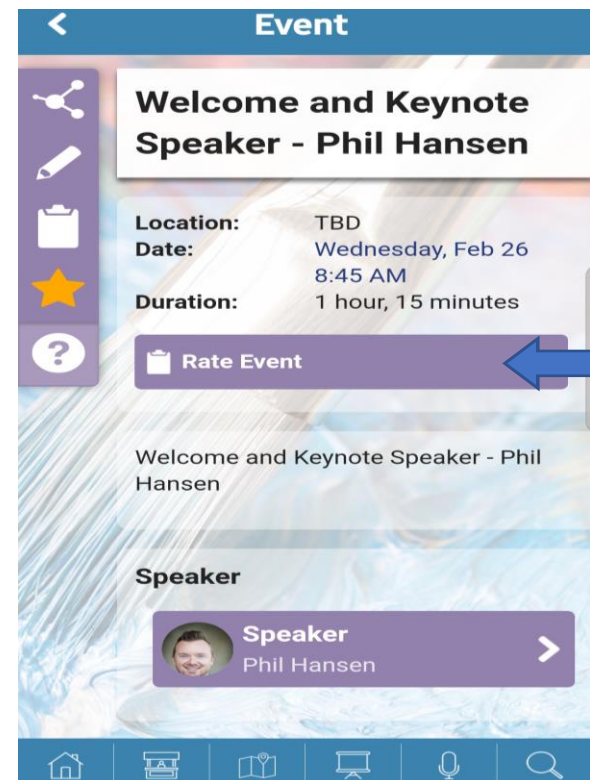 Event
Welcome and Keynote
Speaker - Phil Hansen
Location: TBD
Date: Wednesday, Feb 26
8:45 AM
Duration: 1 hour, 15 minutes
?
Rate Event
Welcome and Keynote Speaker - Phil
Hansen
Speaker
Speaker
Phil Hansen